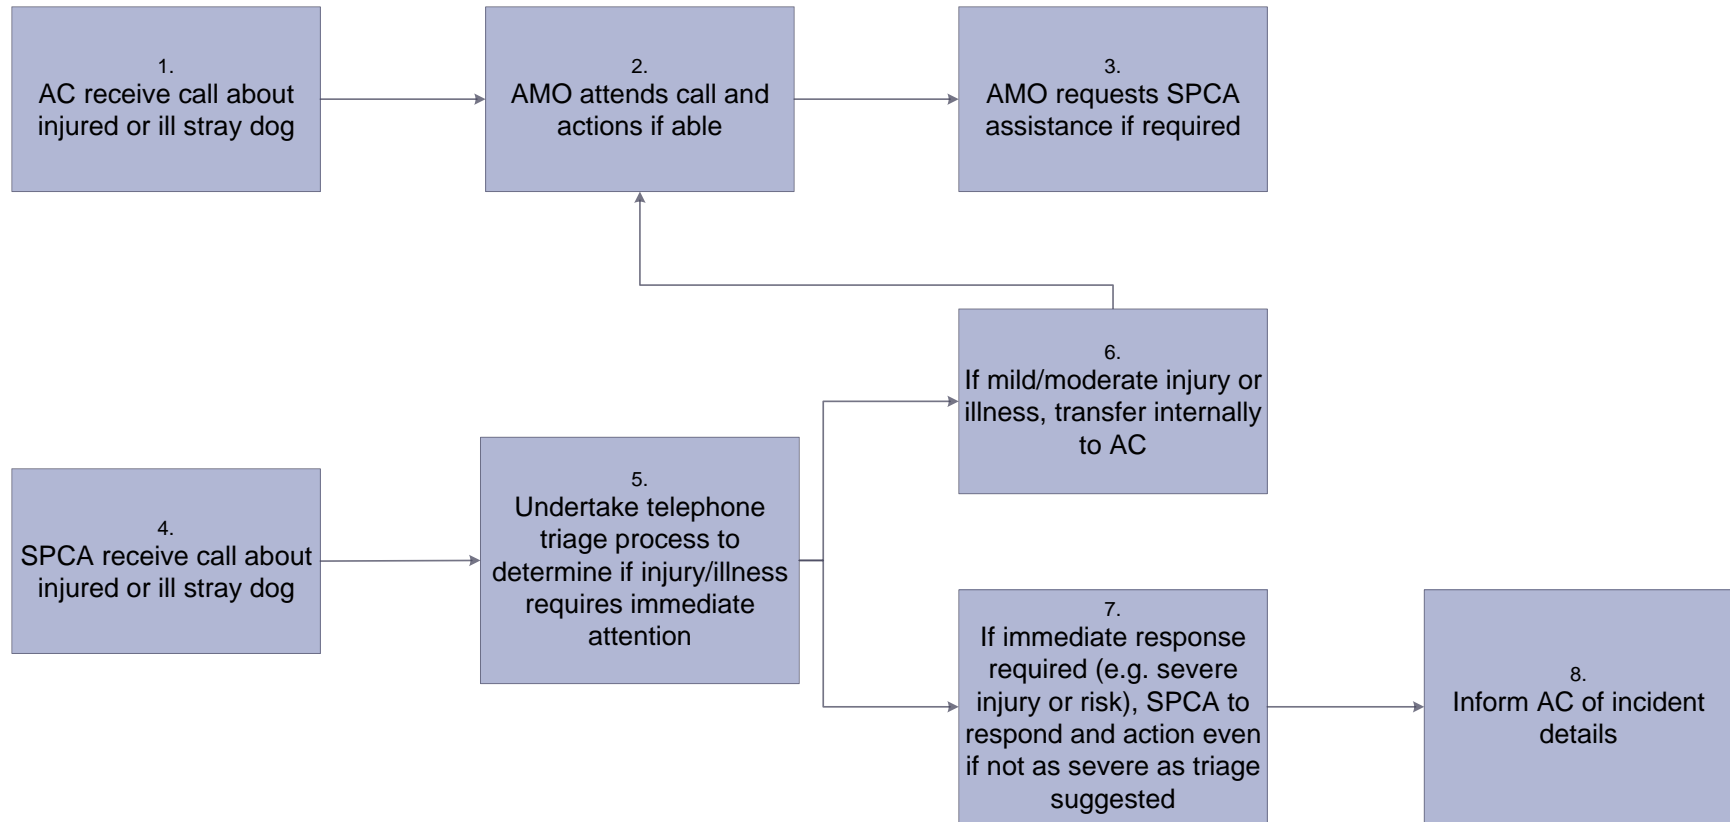 1.
AC receive call about
injured or ill stray dog
2.
AMO attends call and
actions if able
3.
AMO requests SPCA
assistance if required
4.
SPCA receive call about
injured or ill stray dog
5.
Undertake telephone
triage process to
determine if injury/illness
requires immediate
attention
6.
If mild/moderate injury or
illness, transfer internally
to AC
7.
If immediate response
required (e.g. severe
injury or risk), SPCA to
respond and action even
if not as severe as triage
suggested
8.
Inform AC of incident
details